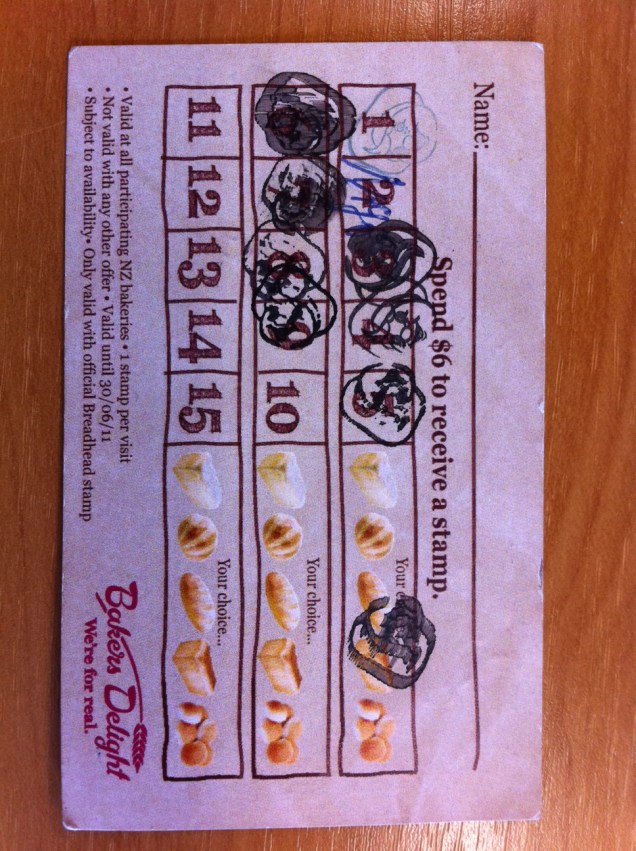 Name:
Spend $6 to receive a stamp.
1 2 3 4 5
Your
6 7 8 9 10
Your choice...
11 12 13 14 15
Your choice...
• Valid at all participating NZ bakeries • 1 stamp per visit
• Not valid with any other offer • Valid until 30/06/11
• Subject to availability • Only valid with official Breadhead stamp
Bakers Delight
We're for real.